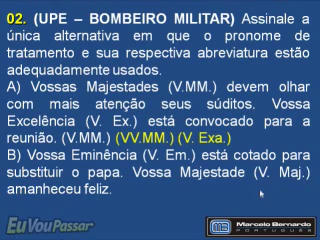 02. (UPE – BOMBEIRO MILITAR) Assinale a
única alternativa em que o pronome de
tratamento e sua respectiva abreviatura estão
adequadamente usados.
A) Vossas Majestades (V.MM.) devem olhar
com mais atenção seus súditos. Vossa
Excelência (V. Ex.) está convocado para a
reunião. (V.MM.) (VV.MM.) (V. Exa.)
B) Vossa Eminência (V. Em.) está cotado para
substituir o papa. Vossa Majestade (V. Maj.)
amanheceu feliz.
EuVouPassar
MB Marcelo Bernardo
PORTUGUÊS